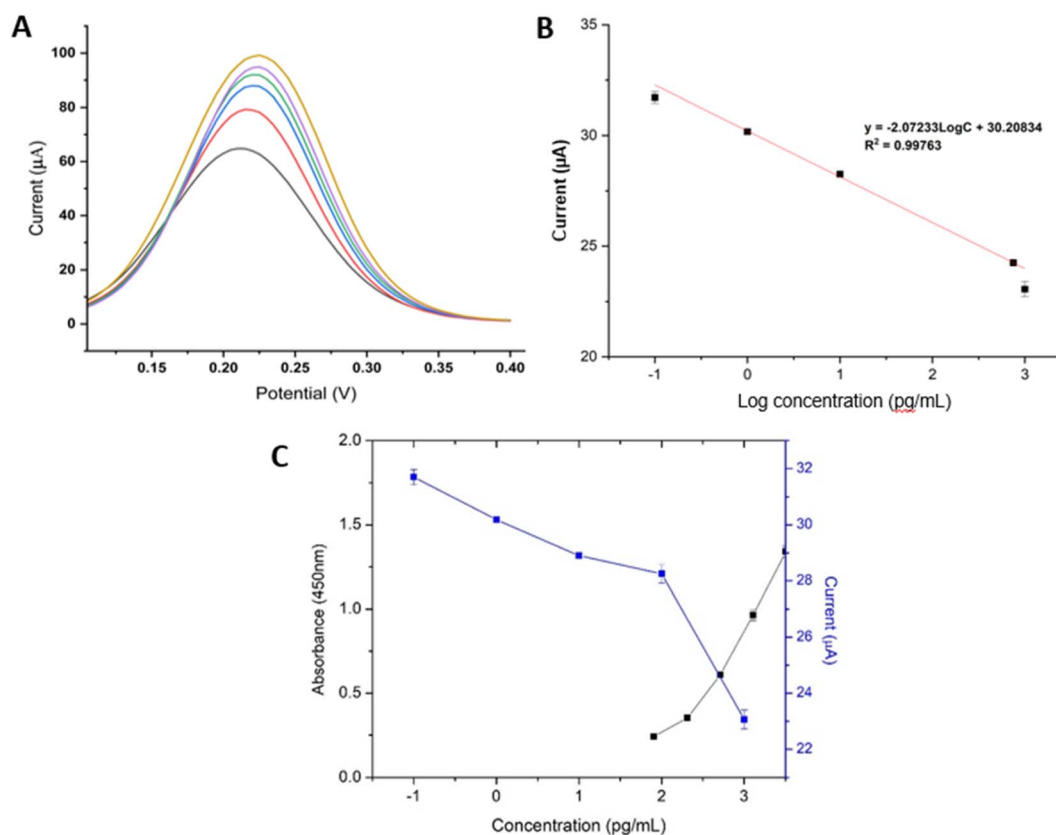 A
Current (µA)
100
80
60
40
20
0
0.15 0.20 0.25 0.30 0.35 0.40
Potential (V)
B
Current (µA)
35
30
25
20
y = -2.07233LogC + 30.20834
R² = 0.99763
-1 0 1 2 3
Log concentration (pg/mL)
C
Absorbance (450nm)
2.0
1.5
1.0
0.5
0.0
32
30
28
26
24
22
Current (µA)
-1 0 1 2 3
Concentration (pg/mL)